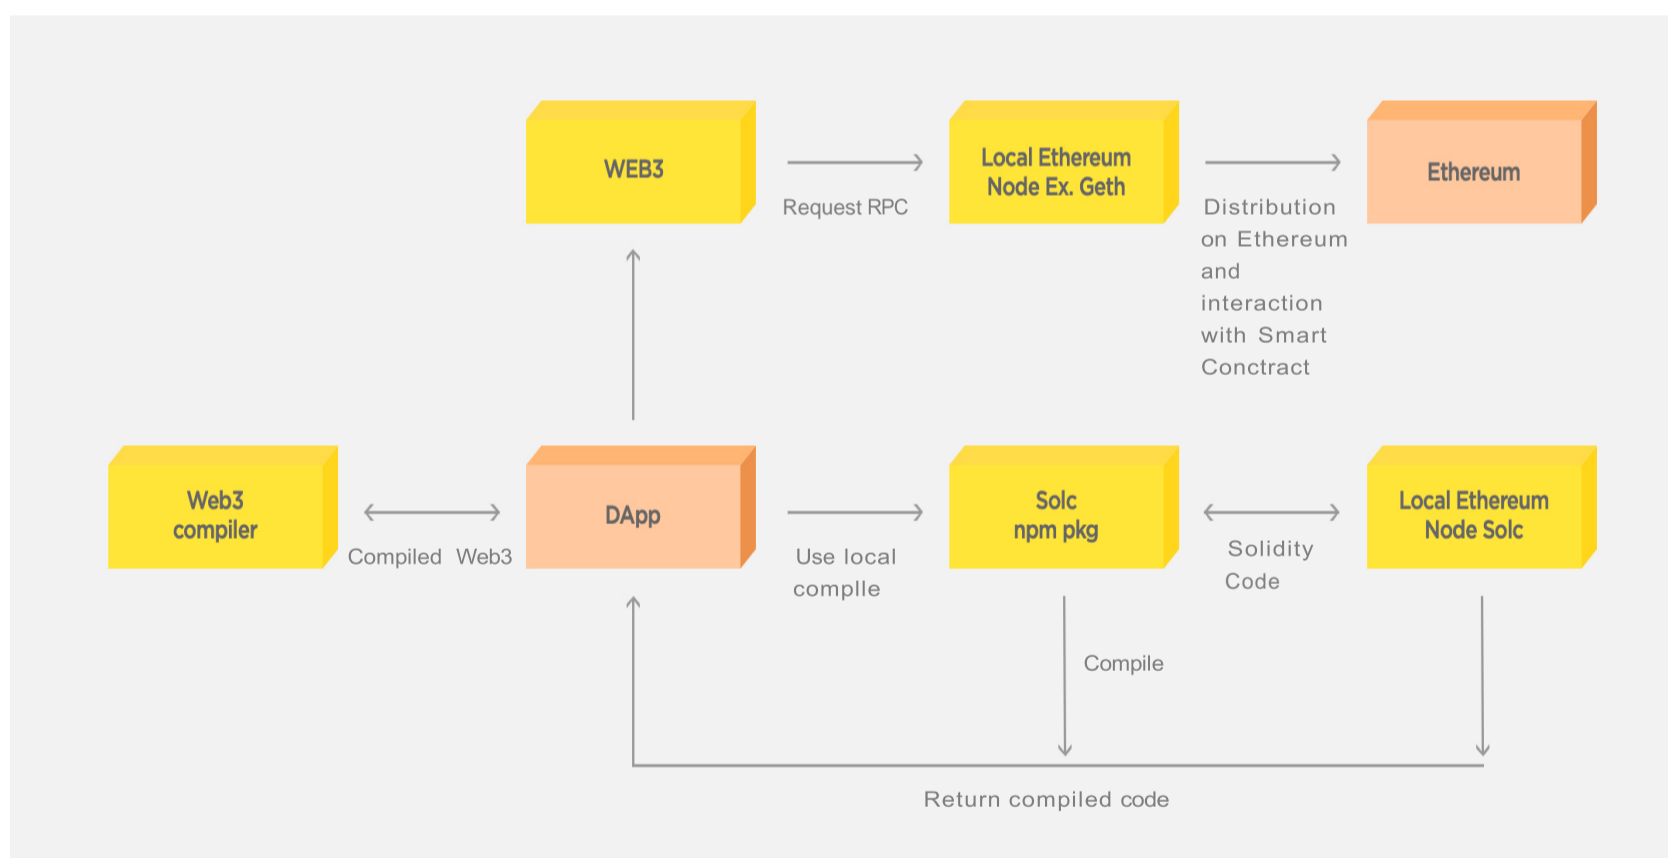 WEB3
Request RPC
Local Ethereum
Node Ex. Geth
Distribution
on Ethereum
and
interaction
with Smart
Conctract
Ethereum
Web3
compiler
Compiled Web3
DApp
Use local
complle
Solc
npm pkg
Solidity
Code
Local Ethereum
Node Solc
Compile
Return compiled code